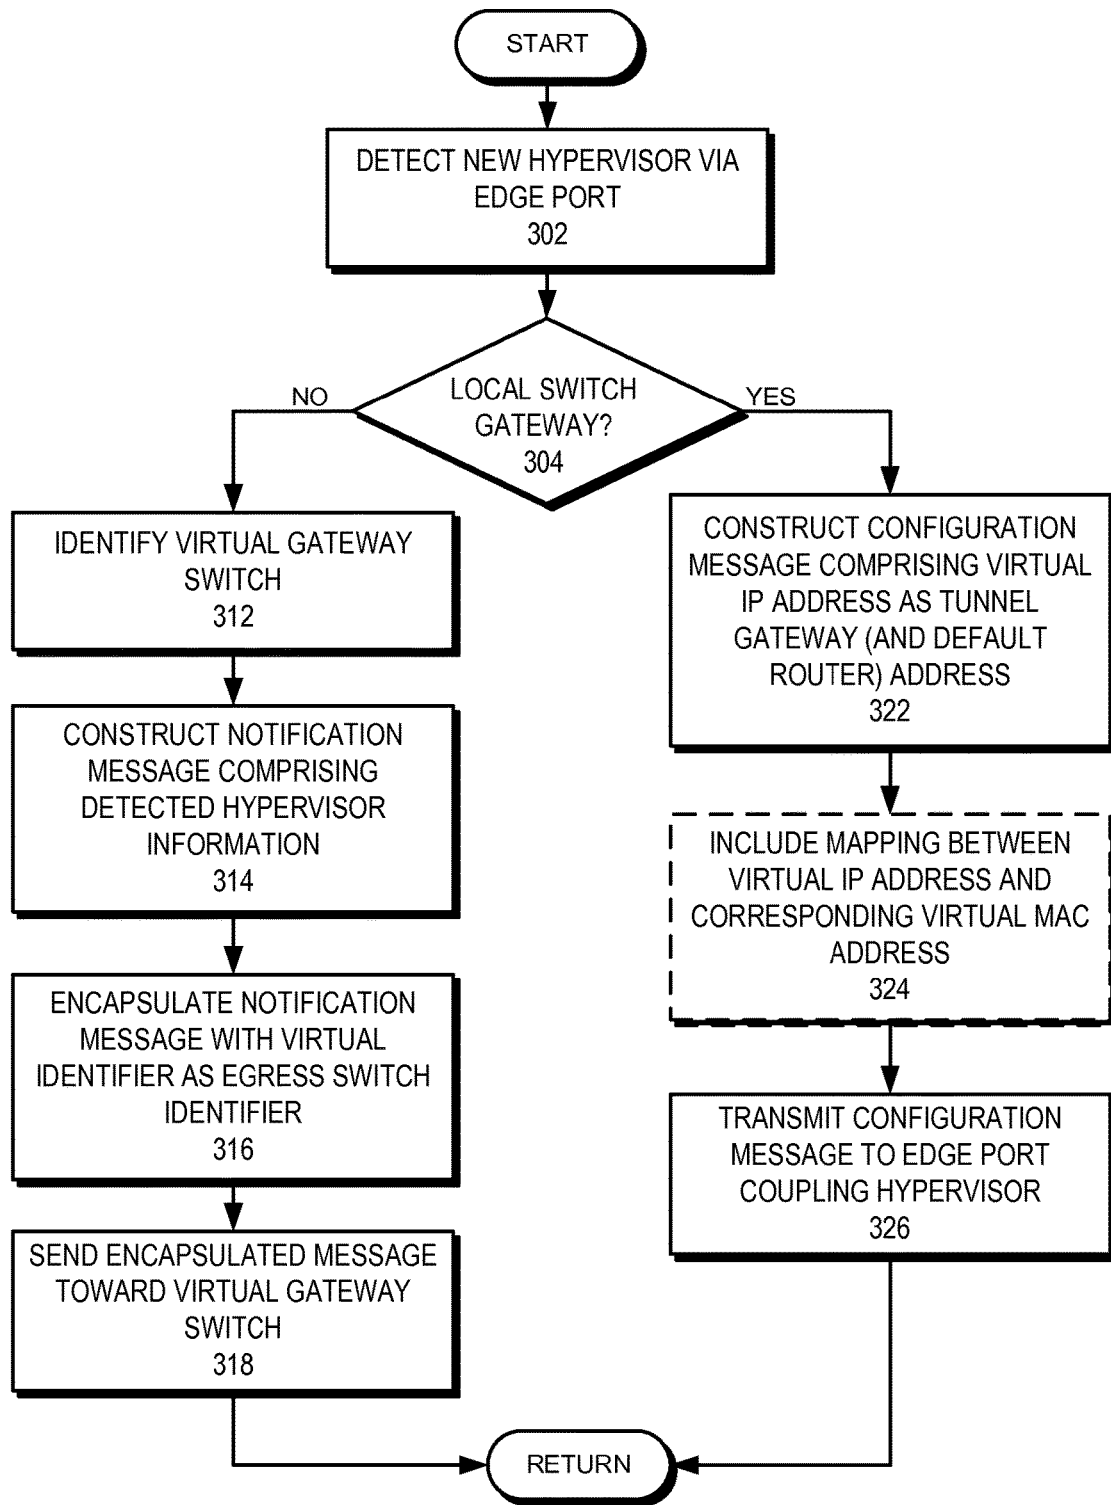 START
DETECT NEW HYPERVISOR VIA
EDGE PORT
302
LOCAL SWITCH
GATEWAY?
304
NO
YES
IDENTIFY VIRTUAL GATEWAY
SWITCH
312
CONSTRUCT NOTIFICATION
MESSAGE COMPRISING
DETECTED HYPERVISOR
INFORMATION
314
ENCAPSULATE NOTIFICATION
MESSAGE WITH VIRTUAL
IDENTIFIER AS EGRESS SWITCH
IDENTIFIER
316
SEND ENCAPSULATED MESSAGE
TOWARD VIRTUAL GATEWAY
SWITCH
318
CONSTRUCT CONFIGURATION
MESSAGE COMPRISING VIRTUAL
IP ADDRESS AS TUNNEL
GATEWAY (AND DEFAULT
ROUTER) ADDRESS
322
INCLUDE MAPPING BETWEEN
VIRTUAL IP ADDRESS AND
CORRESPONDING VIRTUAL MAC
ADDRESS
324
TRANSMIT CONFIGURATION
MESSAGE TO EDGE PORT
COUPLING HYPERVISOR
326
RETURN